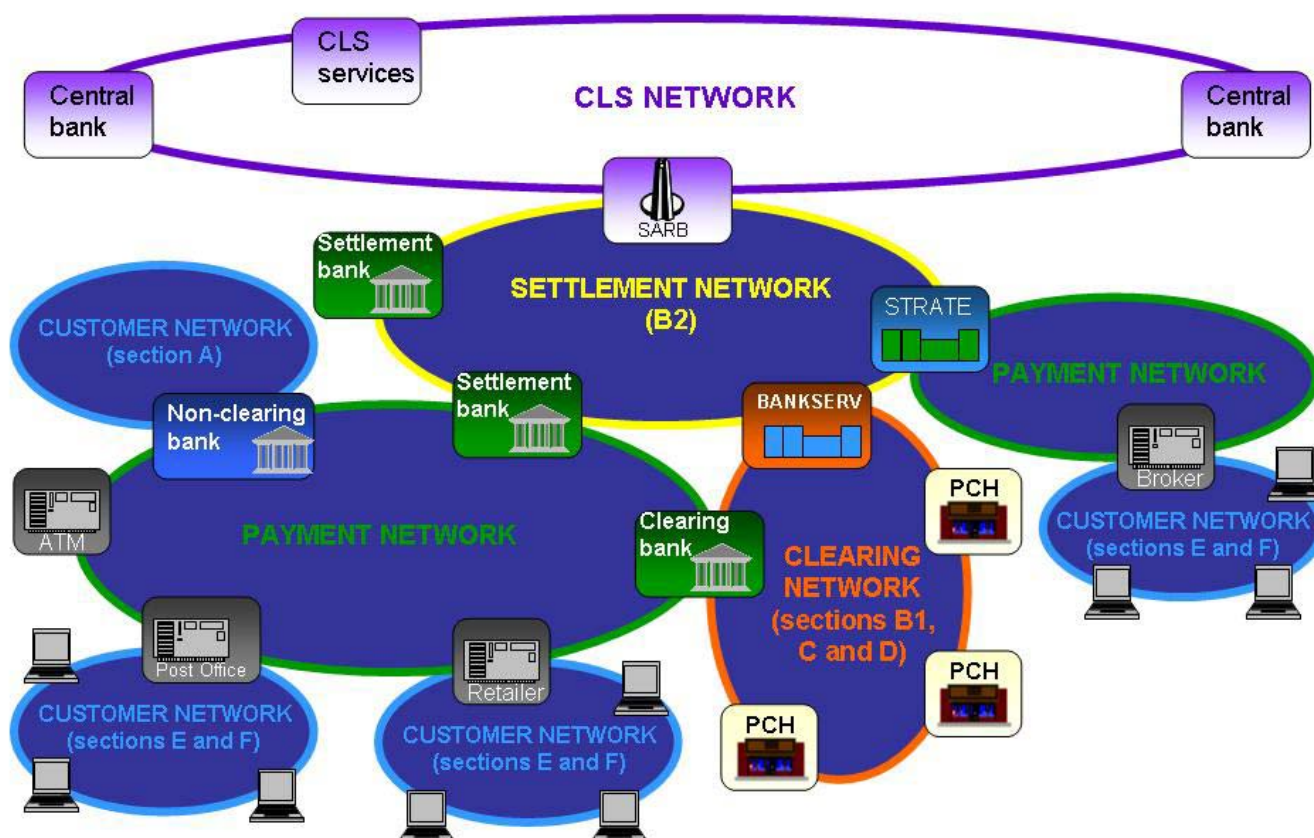 CLS
services
Central
bank
CLS NETWORK
Central
bank
SARB
Settlement
bank
SETTLEMENT NETWORK
(B2)
STRATE
CUSTOMER NETWORK
(section A)
Settlement
bank
PAYMENT NETWORK
Non-clearing
bank
BANKSERV
Broker
PCH
ATM
PAYMENT NETWORK
Clearing
bank
CUSTOMER NETWORK
(sections E and F)
CLEARING
NETWORK
(sections B1,
C and D)
Post Office
Retailer
PCH
CUSTOMER NETWORK
(sections E and F)
CUSTOMER NETWORK
(sections E and F)
PCH